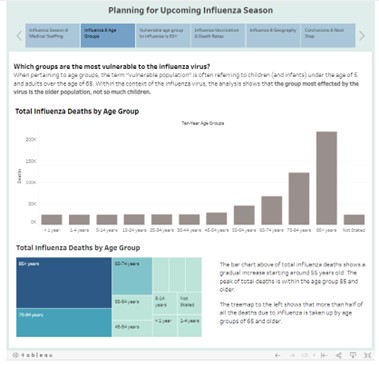 Planning for Upcoming Influenza Season
Influenza Season & Medical Staffing
Influenza & Age Groups
Vulnerable age group to influenza is 65+
Influenza Vaccination & Death Rates
Influenza & Geography
Conclusions & Next Step
Which groups are the most vulnerable to the influenza virus?
When pertaining to age groups, the term "vulnerable population" is often referring to children (and infants) under the age of 5
and adults over the age of 65. Within the context of the influenza virus, the analysis shows that the group most effected by the
virus is the older population, not so much children.
Total Influenza Deaths by Age Group
Ten-Year Age Groups
Deaths
200K
150K
100K
50K
0K
< 1 year
1-4 years
5-14 years
15-24 years
25-34 years
35-44 years
45-54 years
55-64 years
65-74 years
75-84 years
85+ years
Not Stated
Total Influenza Deaths by Age Group
85+ years
65-74 years
55-64 years
5-14 years
Not Stated
75-84 years
45-54 years
< 1 year
1-4 years
The bar chart above of total influenza deaths shows a
gradual increase starting around 55 years old. The
peak of total deaths is within the age group 85 and
older.
The treemap to the left shows that more than half of
all the deaths due to influenza is taken up by age
groups of 65 and older.
+ a b l e a u